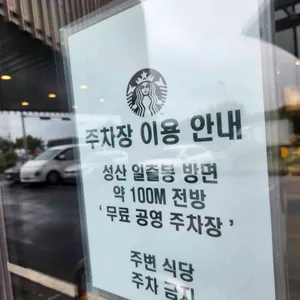 주차장 이용 안내
성산 일출봉 방면
약 100M 전방
' 무료 공영 주차장 '
주변 식당
주차 금지